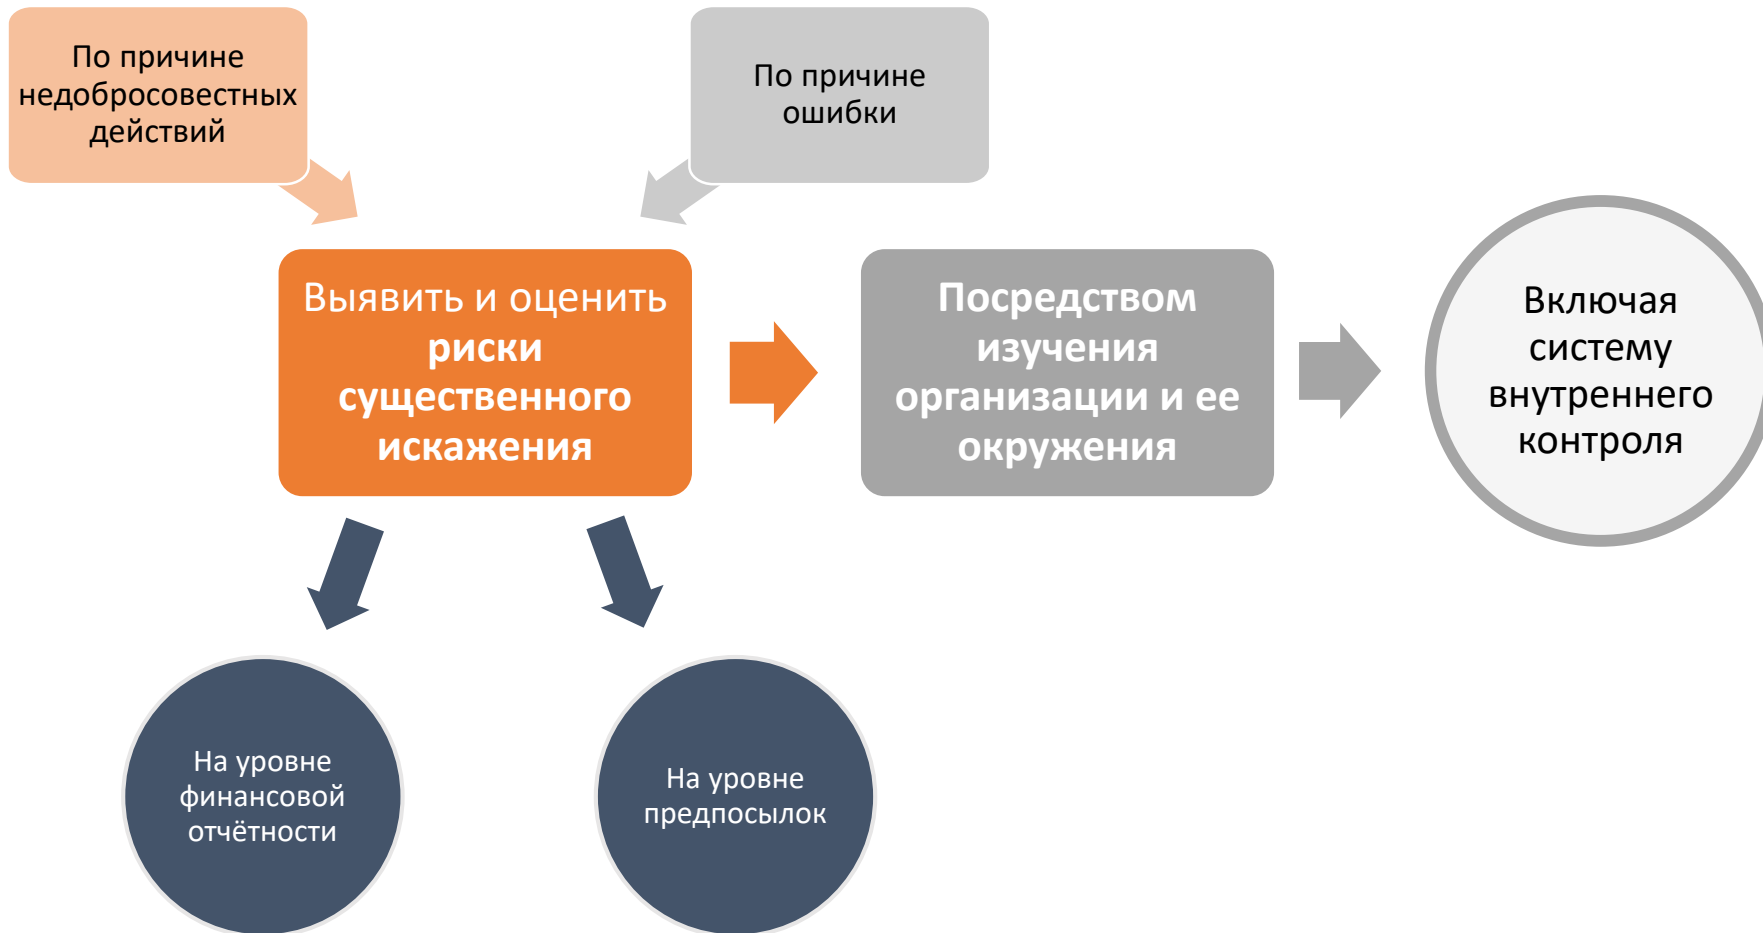 По причине
недобросовестных
действий
По причине
ошибки
Выявить и оценить
риски
существенного
искажения
Посредством
изучения
организации и ее
окружения
Включая
систему
внутреннего
контроля
На уровне
финансовой
отчётности
На уровне
предпосылок